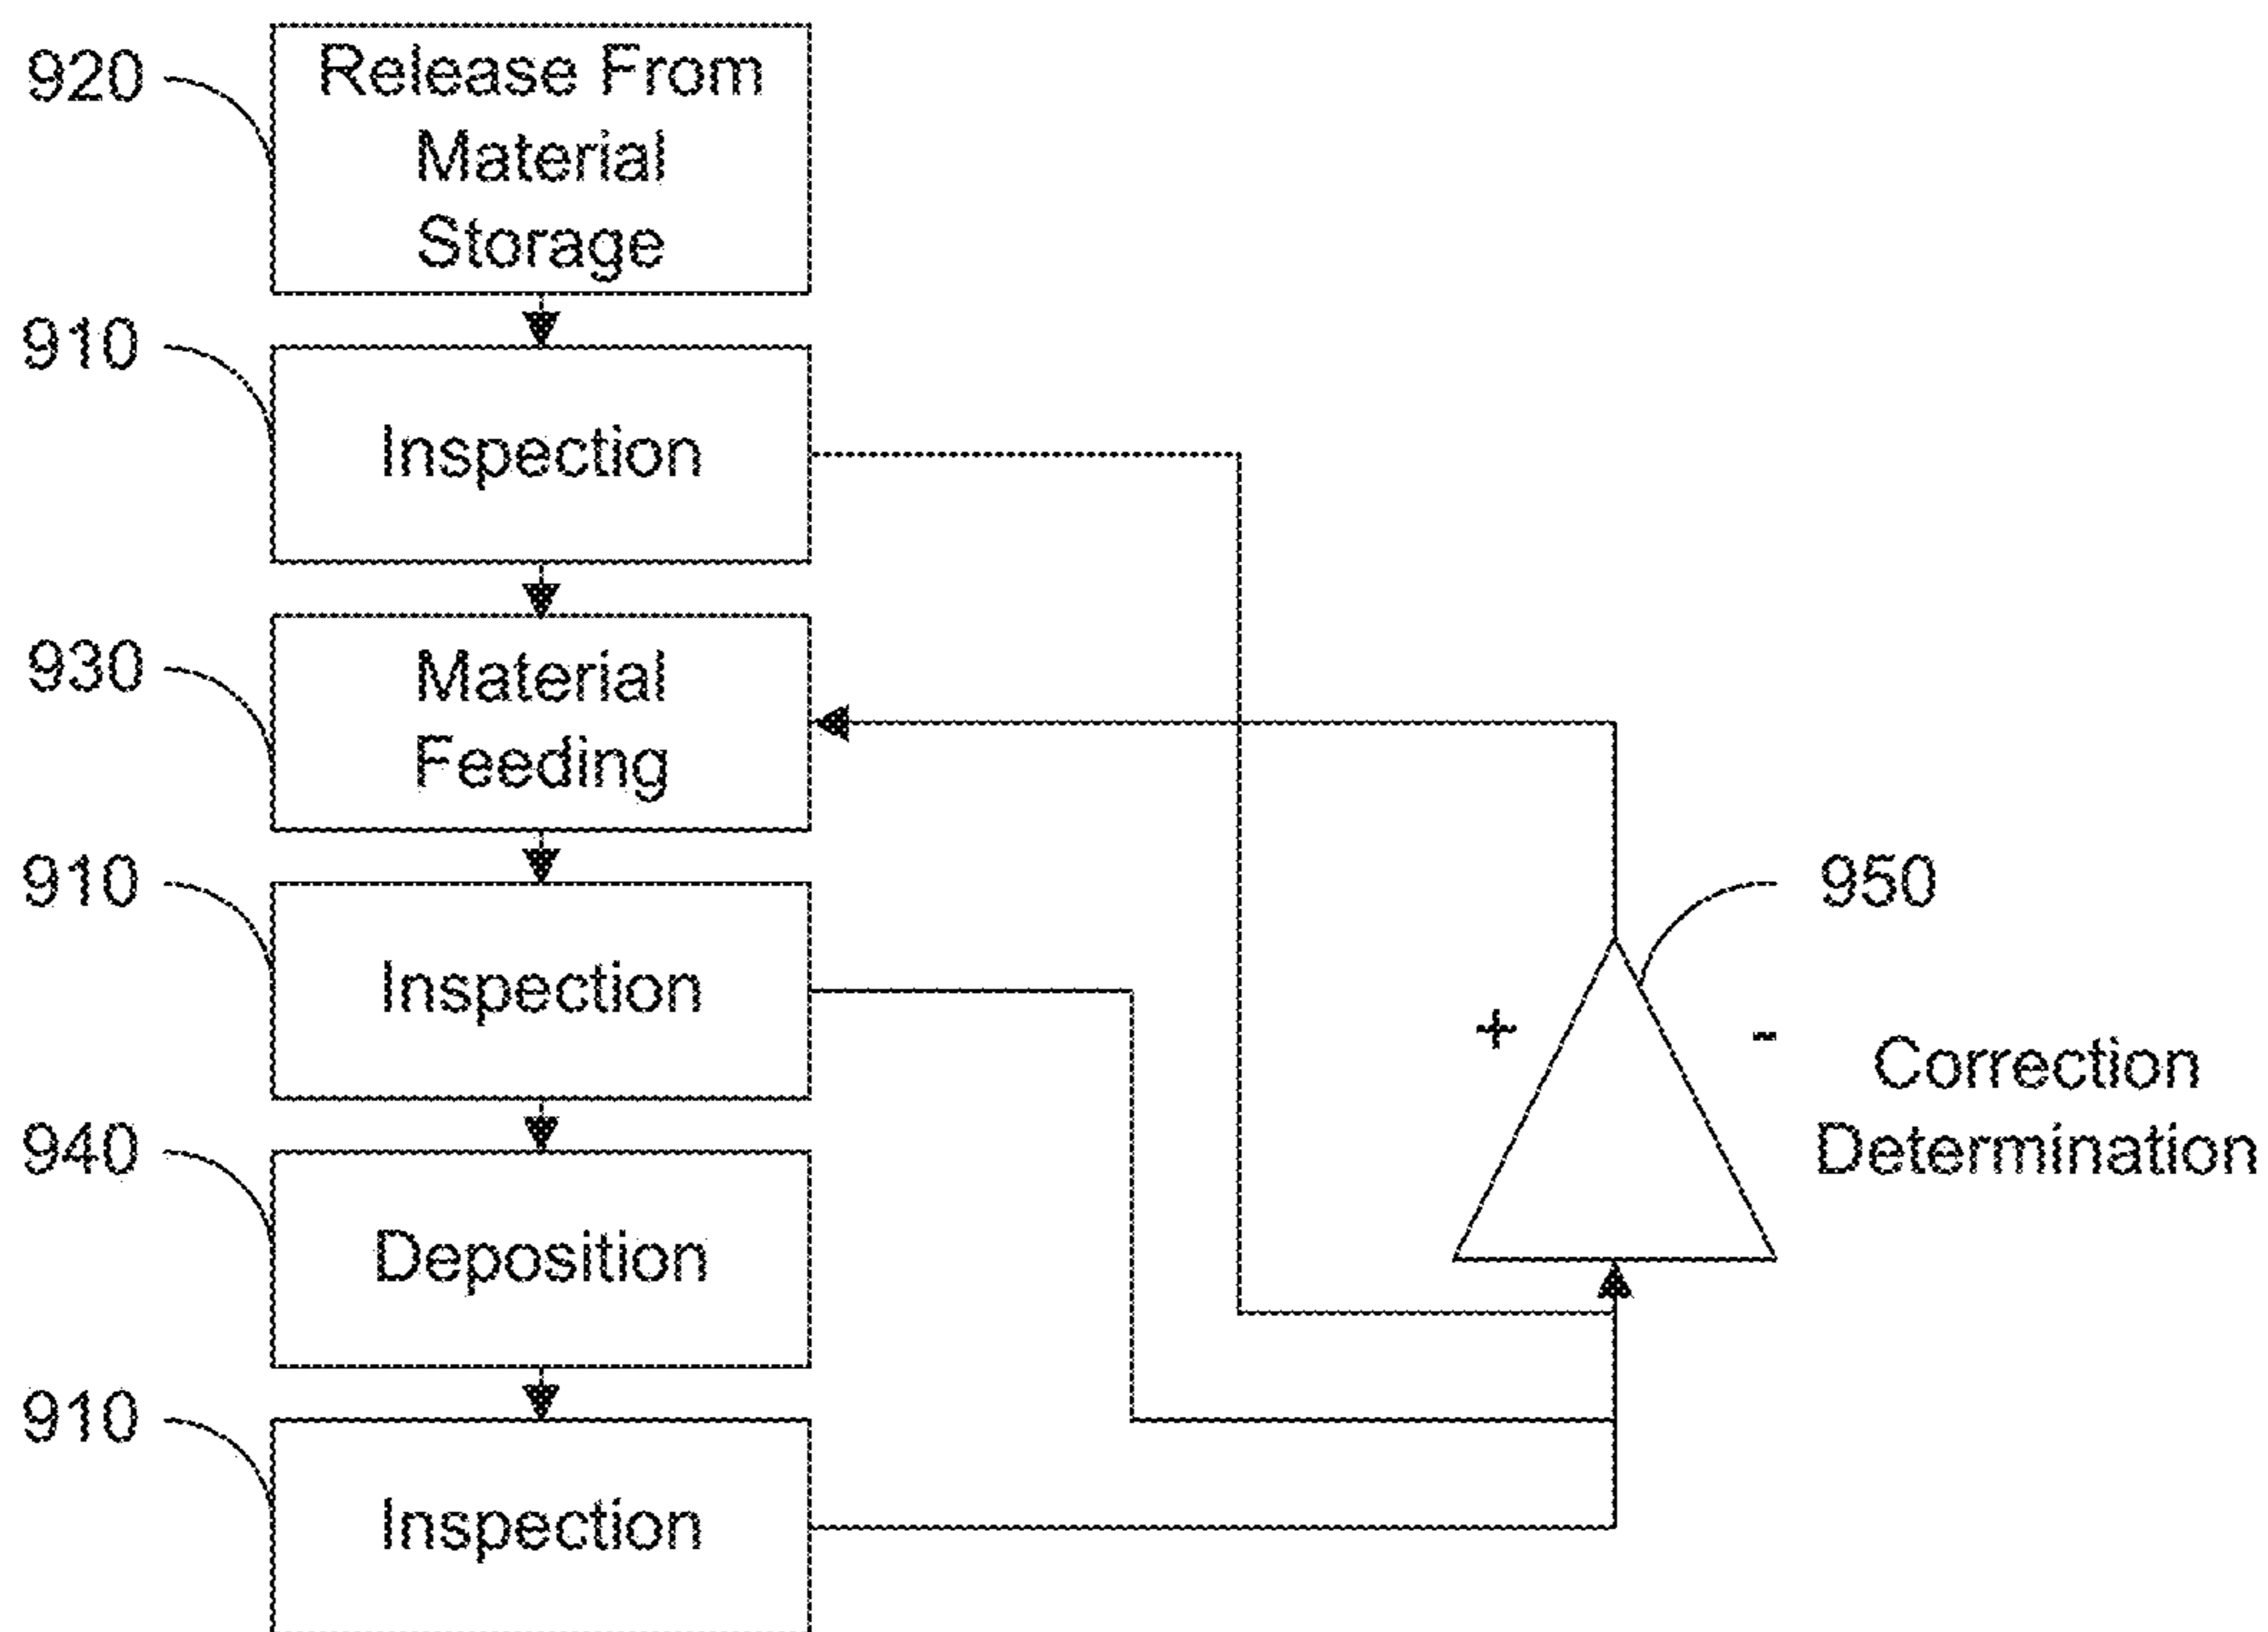 920
Release From
Material
Storage
910
Inspection
930
Material
Feeding
910
Inspection
950
+
-
Correction
Determination
940
Deposition
910
Inspection